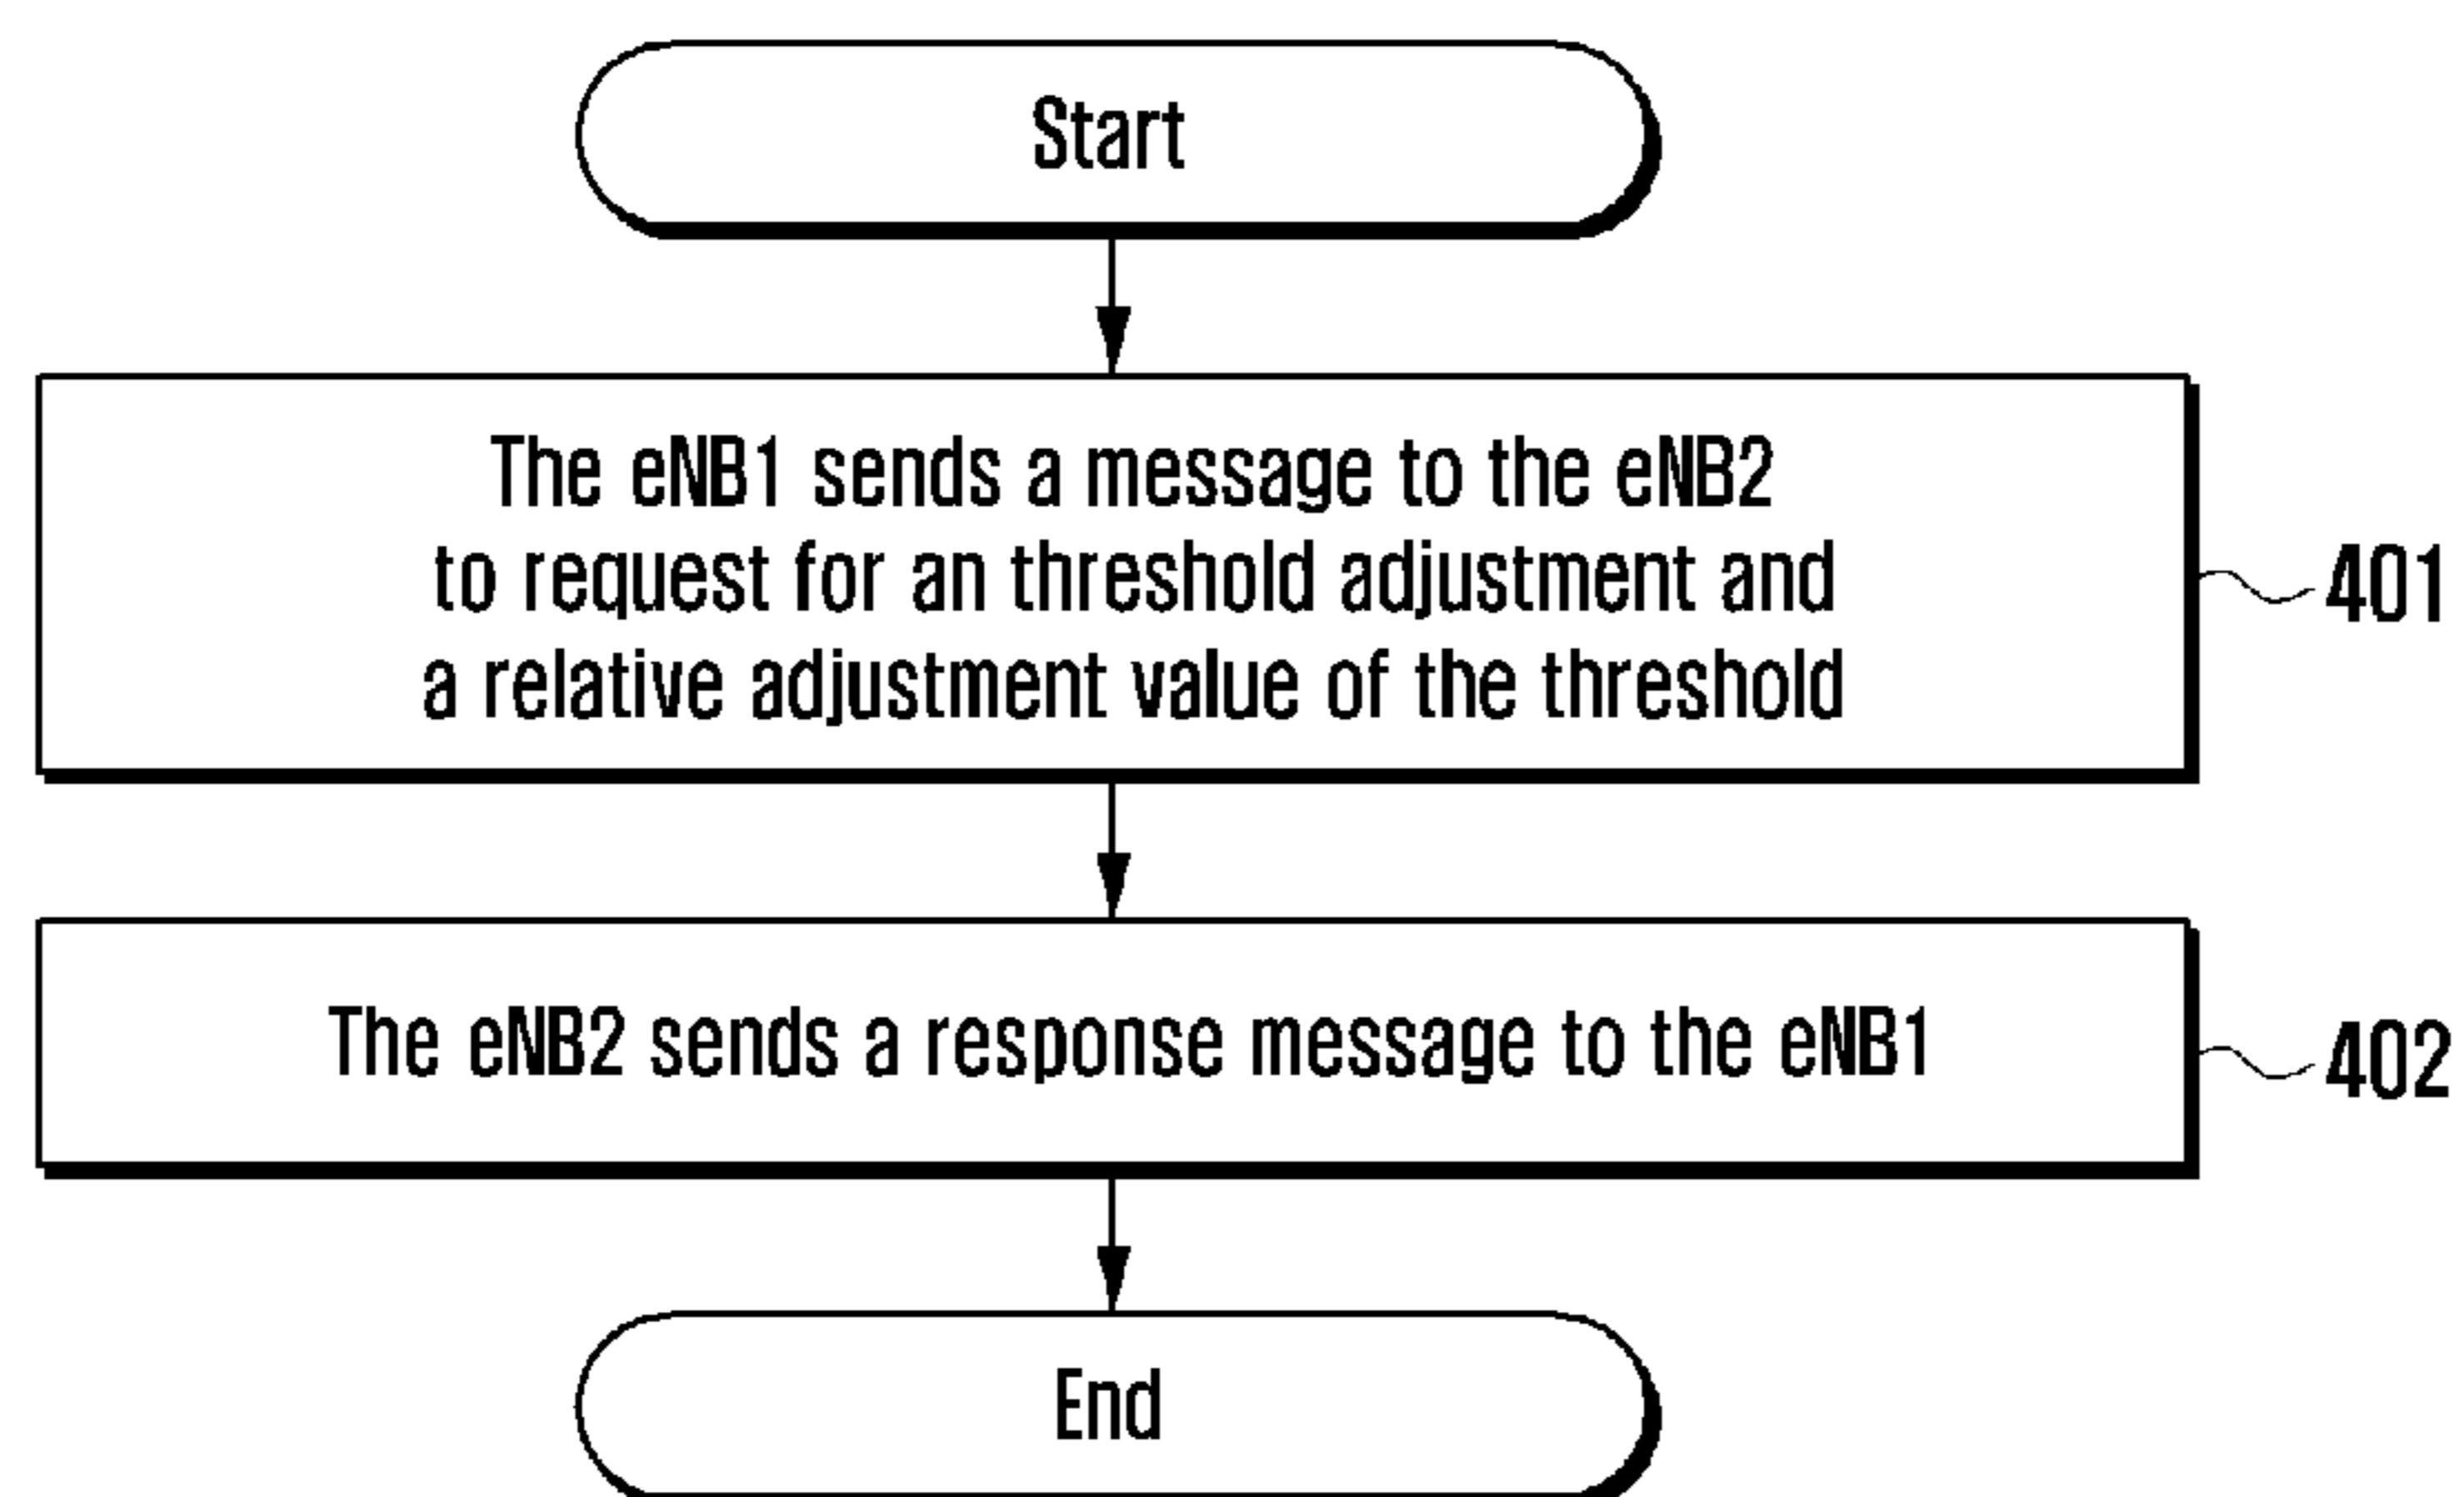 Start
The eNB1 sends a message to the eNB2
to request for an threshold adjustment and
a relative adjustment value of the threshold
401
The eNB2 sends a response message to the eNB1
402
End